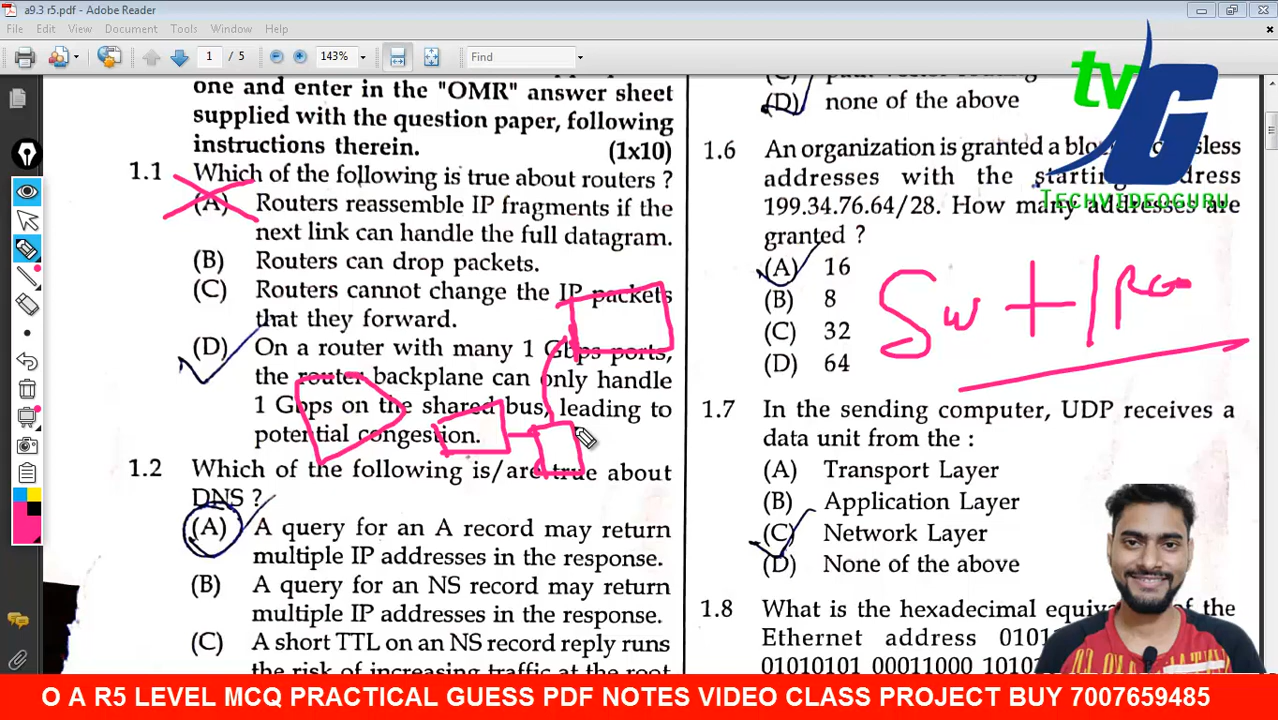 a9.3 r5.pdf - Adobe Reader
File Edit View Document Tools Window Help
1 / 5 143% Find
one and enter in the "OMR" answer sheet
supplied with the question paper, following
instructions therein. (1x10)
1.1 Which of the following is true about routers ?
(A) Routers reassemble IP fragments if the
next link can handle the full datagram.
(B) Routers can drop packets.
(C) Routers cannot change the IP packets
that they forward.
(D) On a router with many 1 Gbps ports,
the router backplane can only handle
1 Gbps on the shared bus, leading to
potential congestion.
1.2 Which of the following is/are true about
DNS ?
(A) A query for an A record may return
multiple IP addresses in the response.
(B) A query for an NS record may return
multiple IP addresses in the response.
(C) A short TTL on an NS record reply runs
the risk of increasing traffic at the root
(D) none of the above
1.6 An organization is granted a
addresses with the starting address
199.34.76.64/28. How many addresses are
granted ?
(A) 16
(B) 8
(C) 32
(D) 64
Sw +
1.7 In the sending computer, UDP receives a
data unit from the :
(A) Transport Layer
(B) Application Layer
(C) Network Layer
(D) None of the above
1.8 What is the hexadecimal of the
Ethernet address
01010101 00011000
tv G
TECHVIDEOGURU
O A R5 LEVEL MCQ PRACTICAL GUESS PDF NOTES VIDEO CLASS PROJECT BUY 7007659485